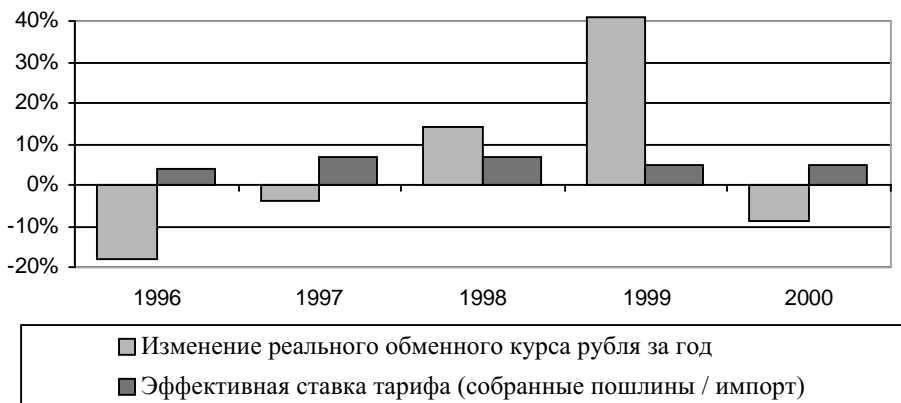 40%
30%
20%
10%
0%
-10%
-20%
1996 1997 1998 1999 2000
Изменение реального обменного курса рубля за год
Эффективная ставка тарифа (собранные пошлины / импорт)